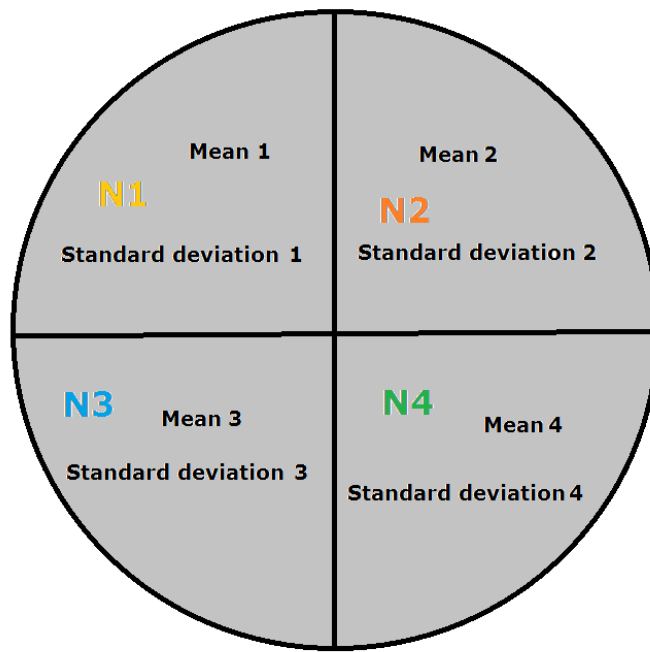 Mean 1
N1
Standard deviation 1
Mean 2
N2
Standard deviation 2
N3
Mean 3
Standard deviation 3
N4
Mean 4
Standard deviation 4